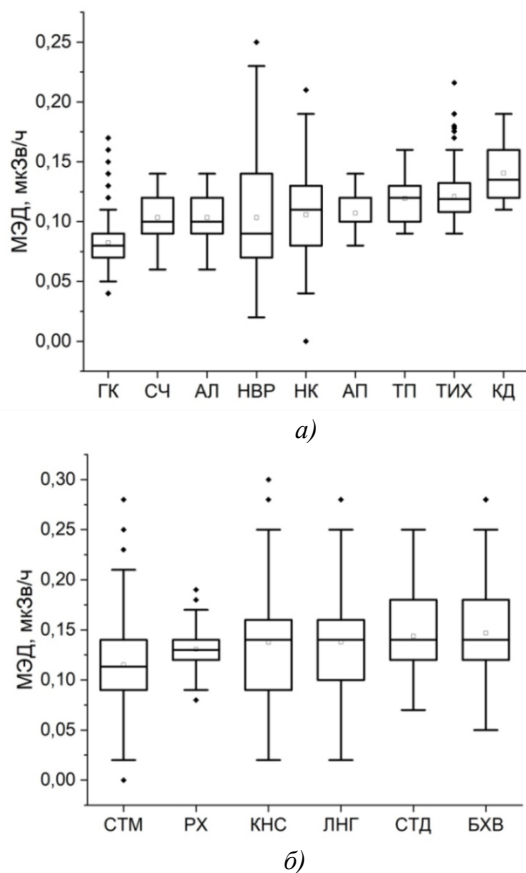 МЭД, мкЗв/ч
0,25
0,20
0,15
0,10
0,05
0,00
ГК СЧ АЛ НВР НК АП ТП ТИХ КД
а)
МЭД, мкЗв/ч
0,30
0,25
0,20
0,15
0,10
0,05
0,00
СТМ РХ КНС ЛНГ СТД БХВ
б)